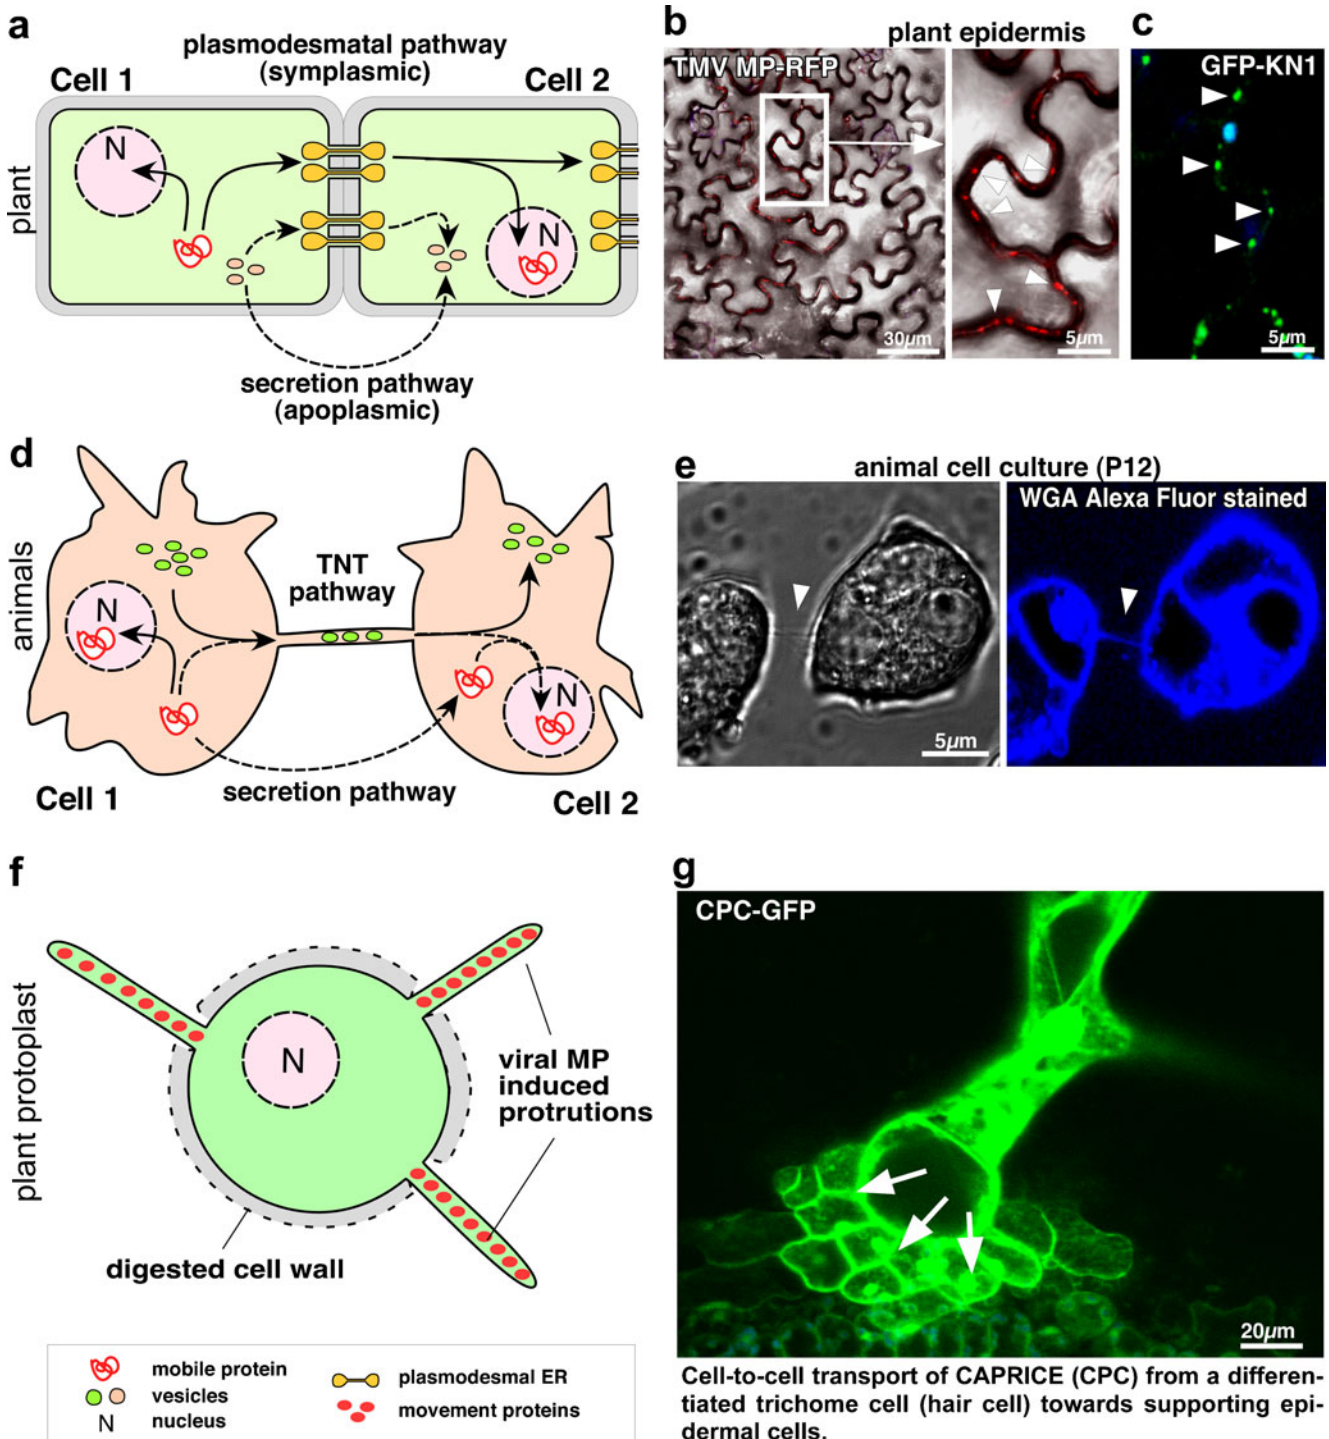 a
plasmodesmatal pathway
(symplasmic)
Cell 1
Cell 2
plant
N
N
secretion pathway
(apoplasmic)
b
plant epidermis
TMV MP-RFP
30µm
5µm
c
GFP-KN1
5µm
d
animals
TNT
pathway
N
N
secretion pathway
Cell 1
Cell 2
e
animal cell culture (P12)
WGA Alexa Fluor stained
5µm
f
plant protoplast
N
viral MP
induced
protrutions
digested cell wall
mobile protein
vesicles
N
nucleus
plasmodesmal ER
movement proteins
g
CPC-GFP
20µm
Cell-to-cell transport of CAPRICE (CPC) from a differen-
tiated trichome cell (hair cell) towards supporting epi-
dermal cells.